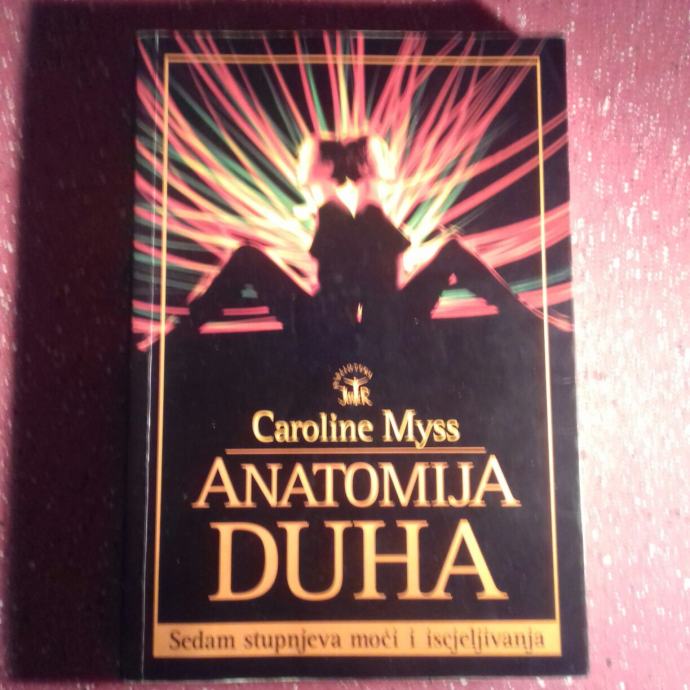 Caroline Myss
ANATOMIJA
DUHA
Sedam stupnjeva moći i iscjeljivanja